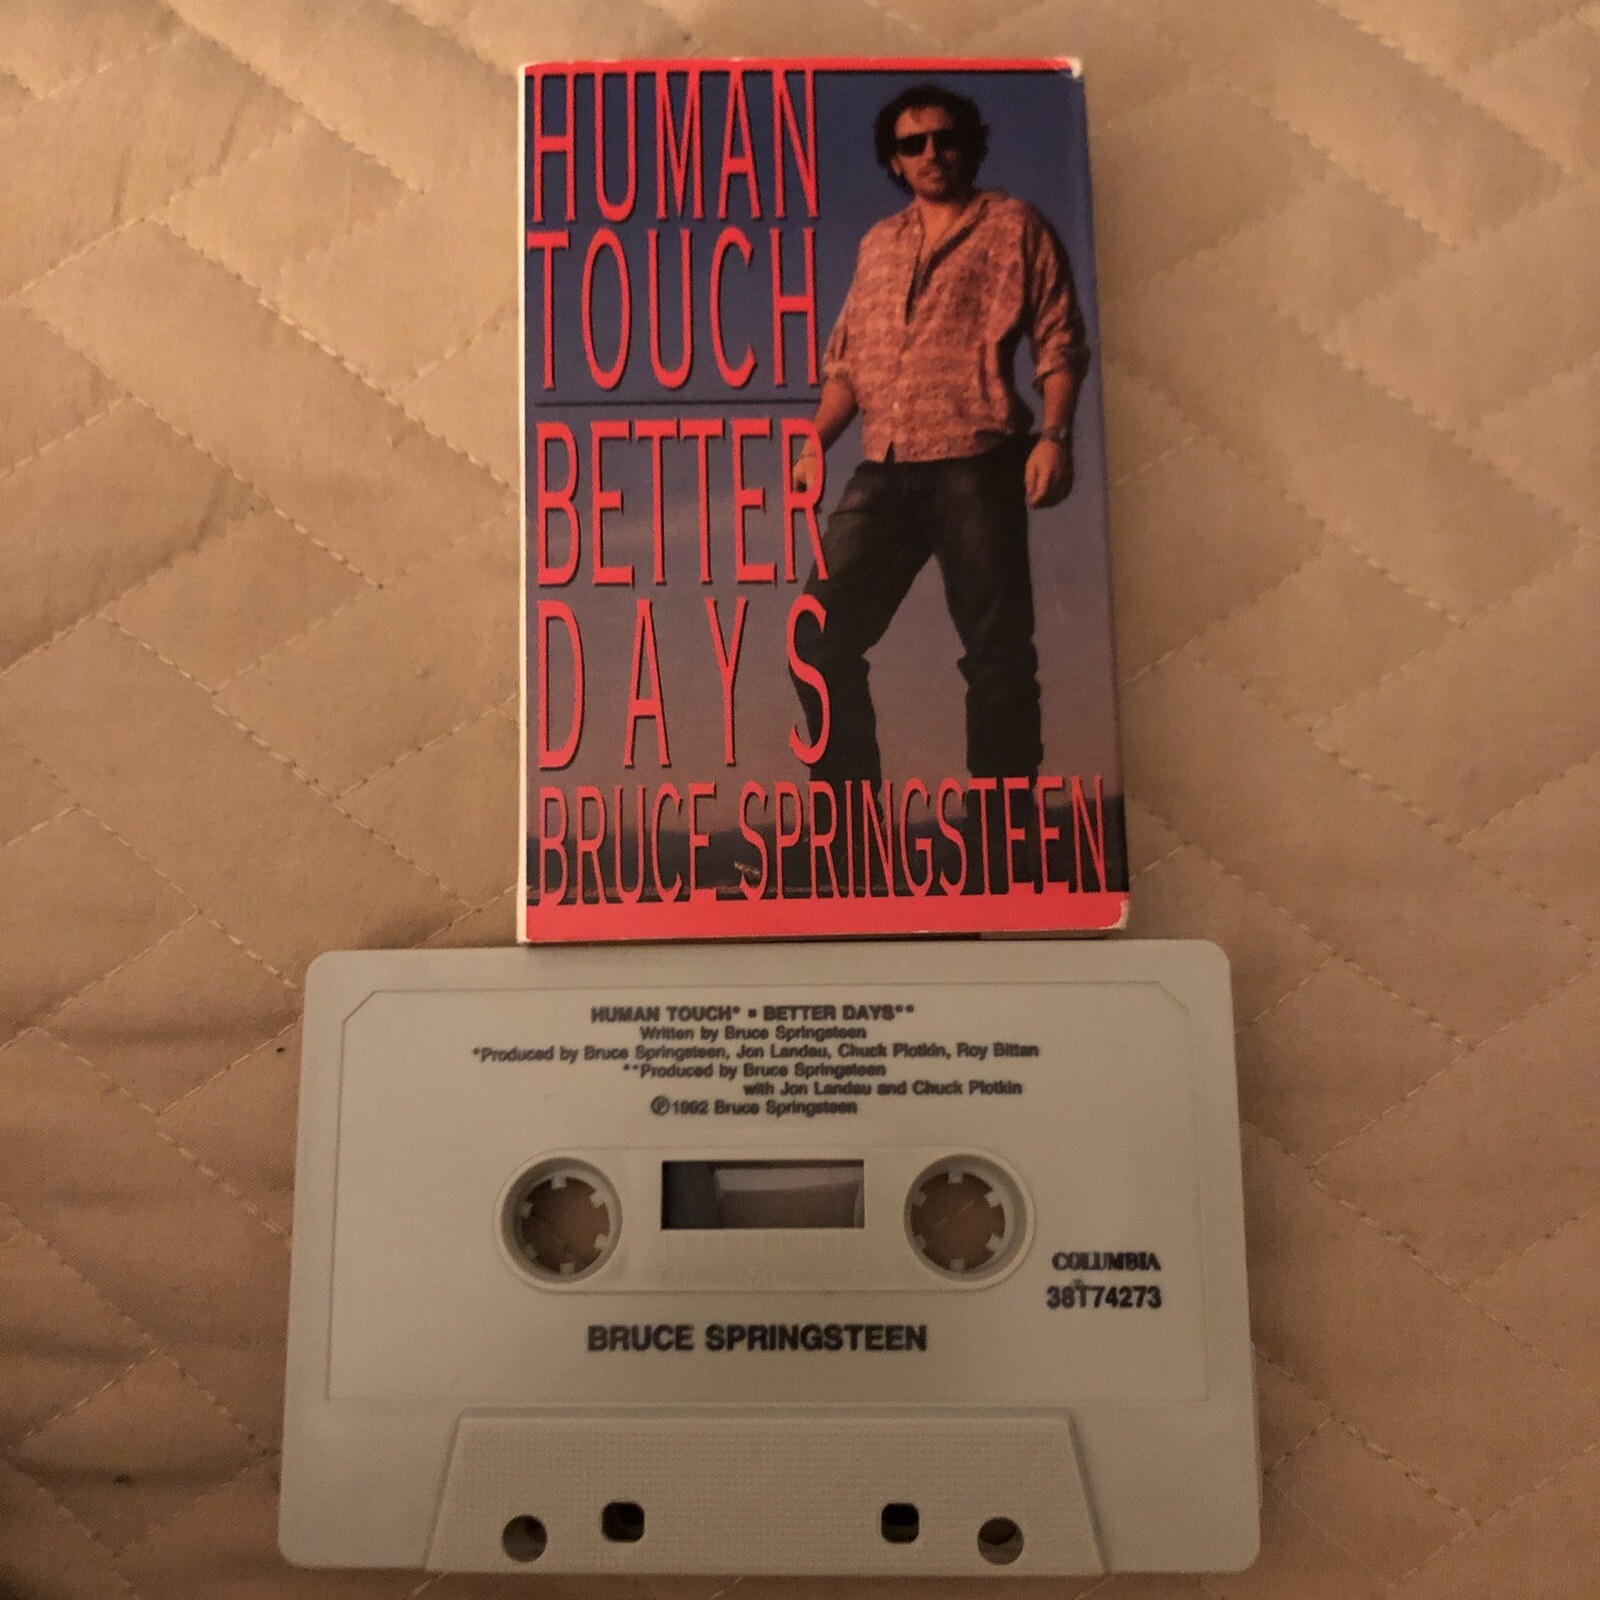 HUMAN
TOUCH
BETTER
DAYS
BRUCE SPRINGSTEEN
HUMAN TOUCH* ▪ BETTER DAYS**
Written by Bruce Springsteen
*Produced by Bruce Springsteen, Jon Landau, Chuck Plotkin, Roy Bittan
**Produced by Bruce Springsteen
with Jon Landau and Chuck Plotkin
℗1992 Bruce Springsteen
COLUMBIA
38T74273
BRUCE SPRINGSTEEN